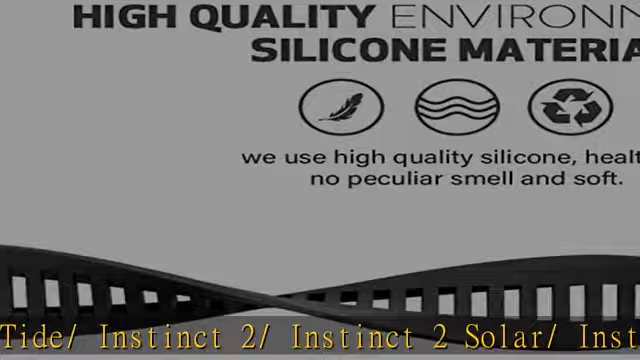 HIGH QUALITY ENVIRONM
SILICONE MATERIA
we use high quality silicone, healt
no peculiar smell and soft.
Tide/ Instinct 2/ Instinct 2 Solar/ Inst